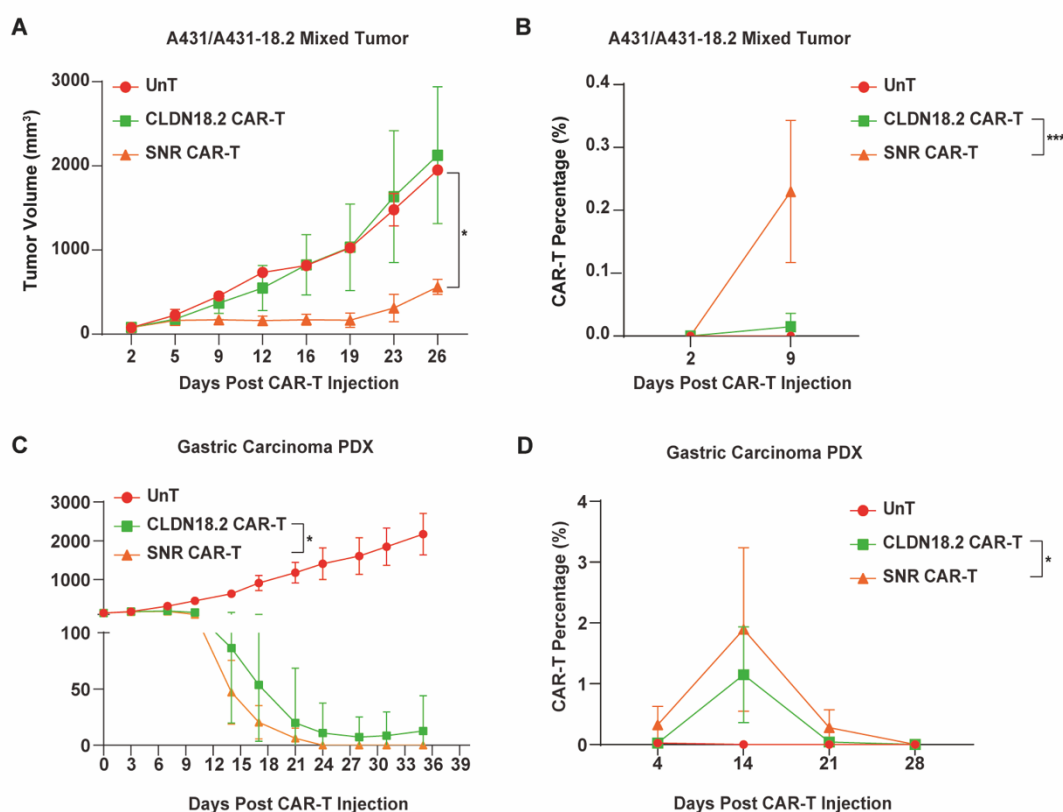 A
A431/A431-18.2 Mixed Tumor
UnT
CLDN18.2 CAR-T
SNR CAR-T
Tumor Volume (mm³)
3000
2000
1000
0
*
2 5 9 12 16 19 23 26
Days Post CAR-T Injection
B
A431/A431-18.2 Mixed Tumor
UnT
CLDN18.2 CAR-T
SNR CAR-T
***
CAR-T Percentage (%)
0.4
0.3
0.2
0.1
0.0
2 9
Days Post CAR-T Injection
C
Gastric Carcinoma PDX
UnT
CLDN18.2 CAR-T
SNR CAR-T
*
3000
2000
1000
100
50
0
0 3 6 9 12 15 18 21 24 27 30 33 36 39
Days Post CAR-T Injection
D
Gastric Carcinoma PDX
UnT
CLDN18.2 CAR-T
SNR CAR-T
*
CAR-T Percentage (%)
4
3
2
1
0
4 14 21 28
Days Post CAR-T Injection